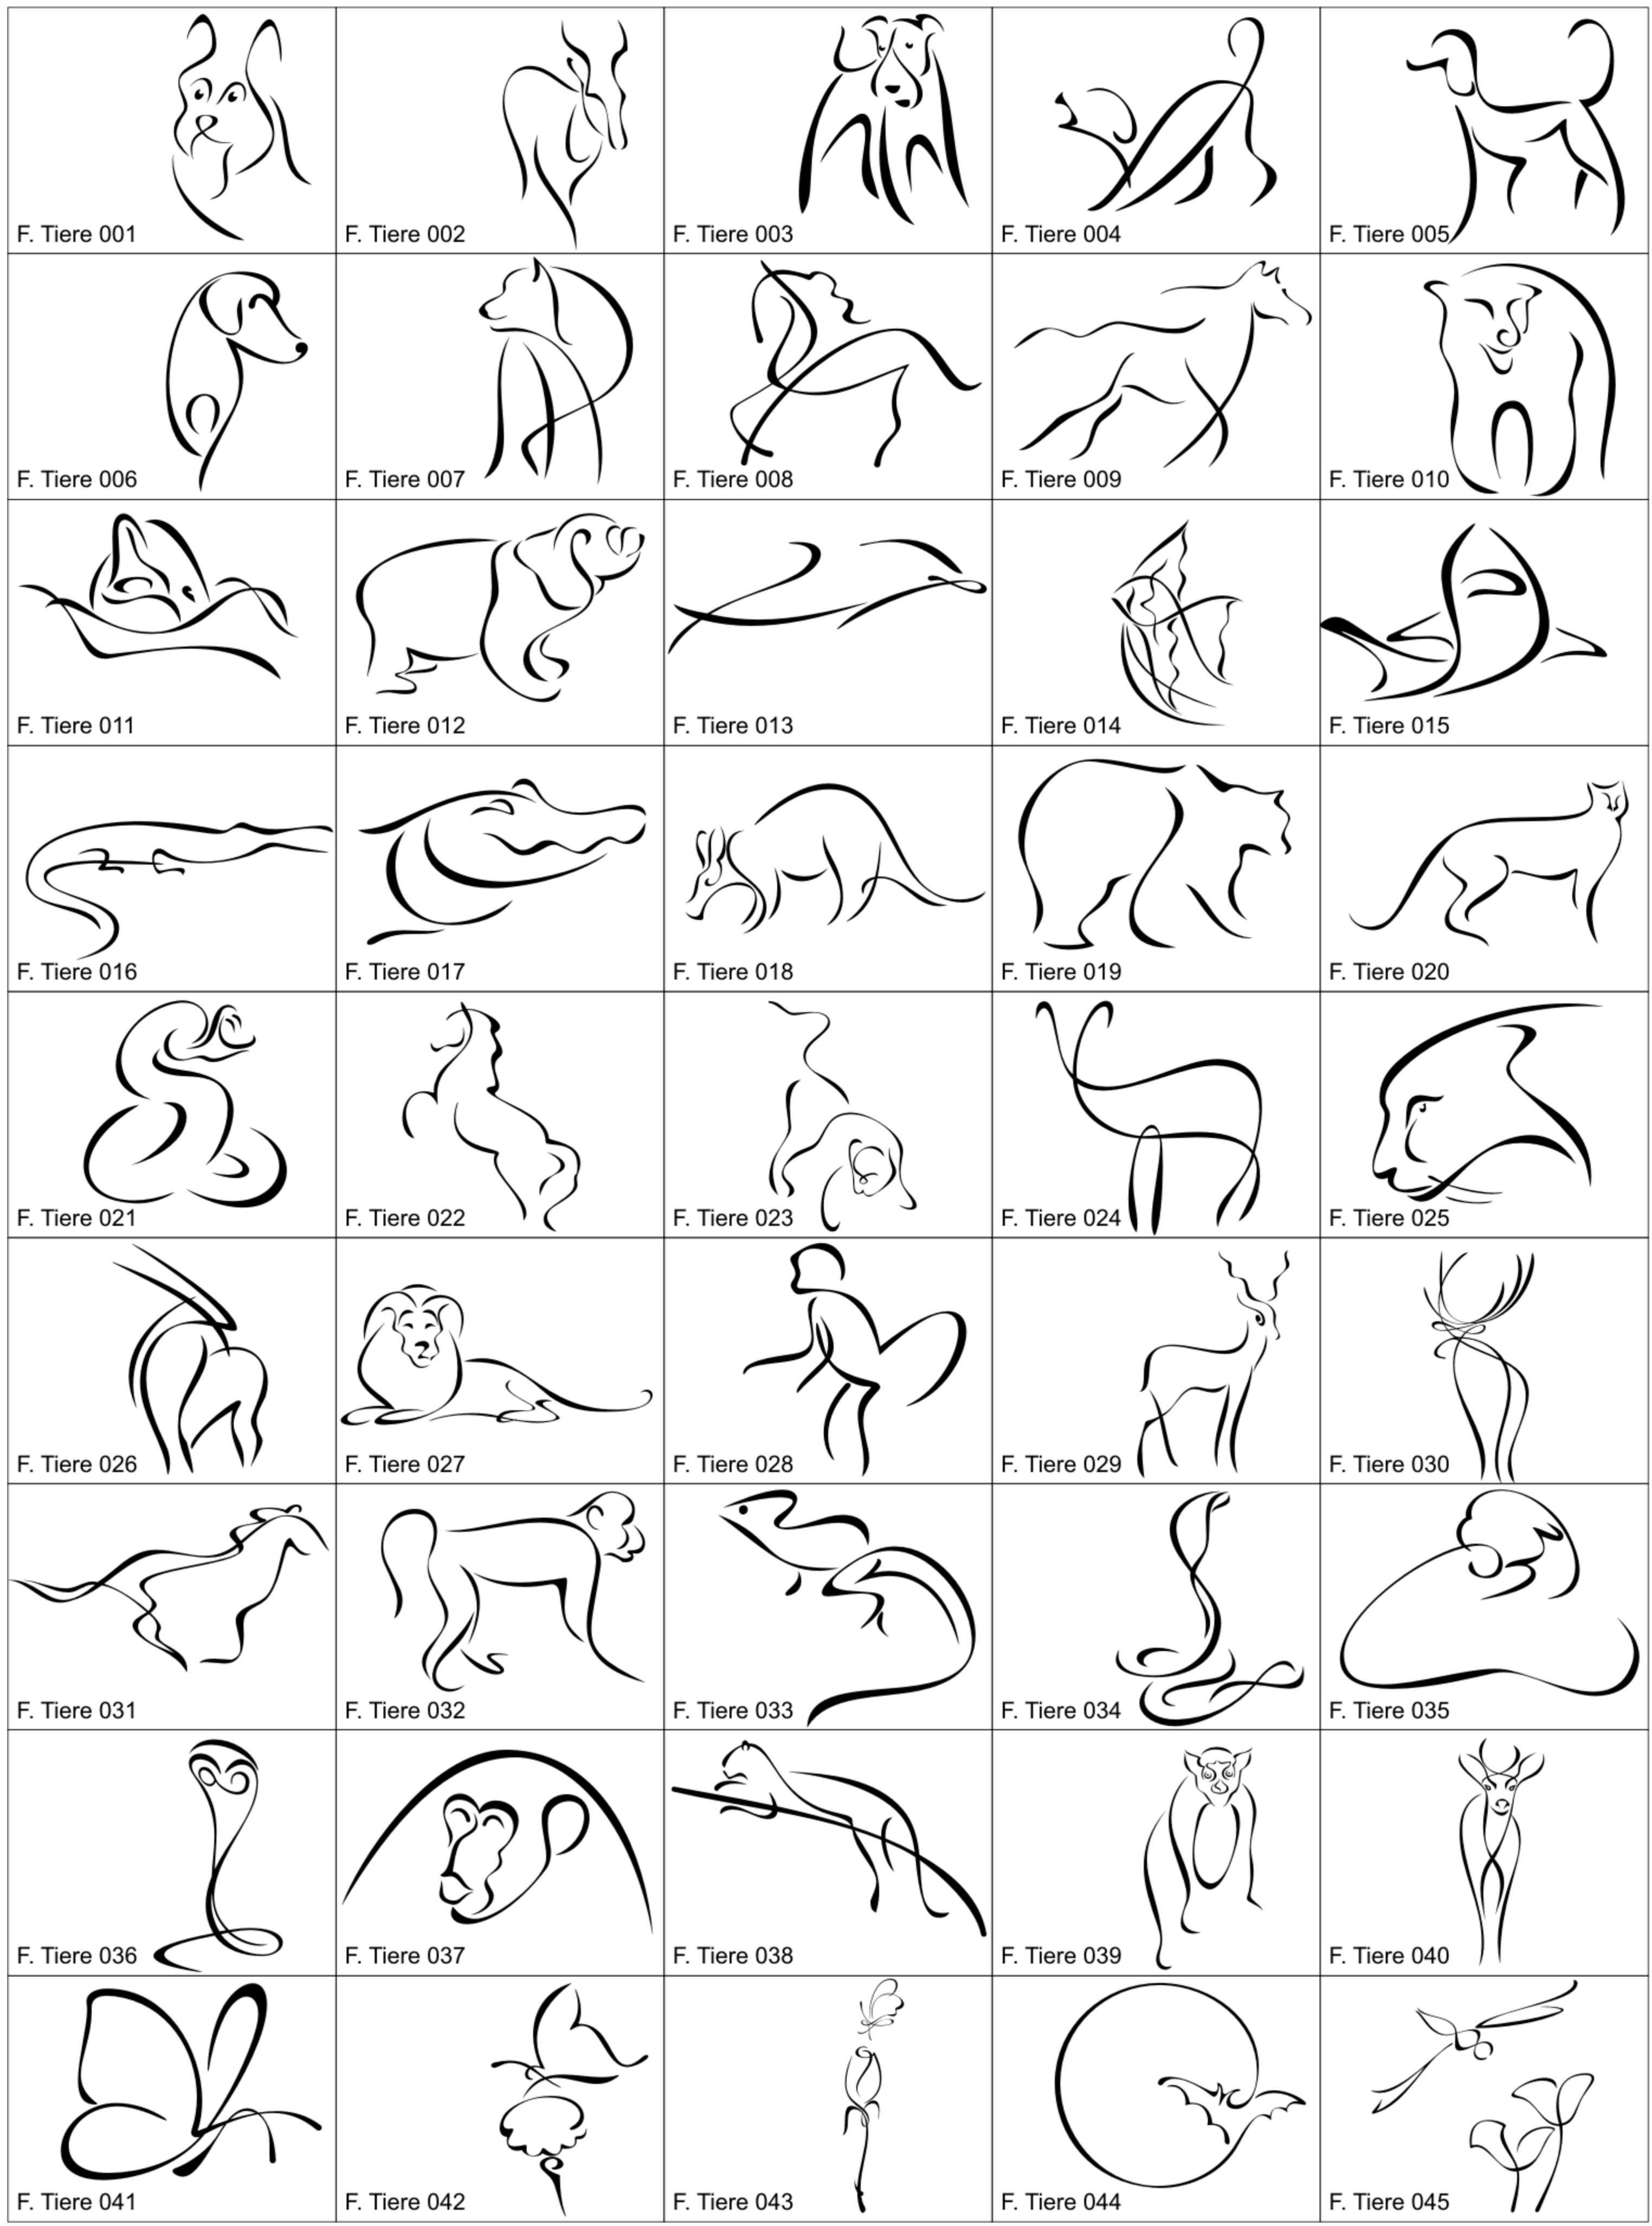 F. Tiere 001
F. Tiere 002
F. Tiere 003
F. Tiere 004
F. Tiere 005
F. Tiere 006
F. Tiere 007
F. Tiere 008
F. Tiere 009
F. Tiere 010
F. Tiere 011
F. Tiere 012
F. Tiere 013
F. Tiere 014
F. Tiere 015
F. Tiere 016
F. Tiere 017
F. Tiere 018
F. Tiere 019
F. Tiere 020
F. Tiere 021
F. Tiere 022
F. Tiere 023
F. Tiere 024
F. Tiere 025
F. Tiere 026
F. Tiere 027
F. Tiere 028
F. Tiere 029
F. Tiere 030
F. Tiere 031
F. Tiere 032
F. Tiere 033
F. Tiere 034
F. Tiere 035
F. Tiere 036
F. Tiere 037
F. Tiere 038
F. Tiere 039
F. Tiere 040
F. Tiere 041
F. Tiere 042
F. Tiere 043
F. Tiere 044
F. Tiere 045